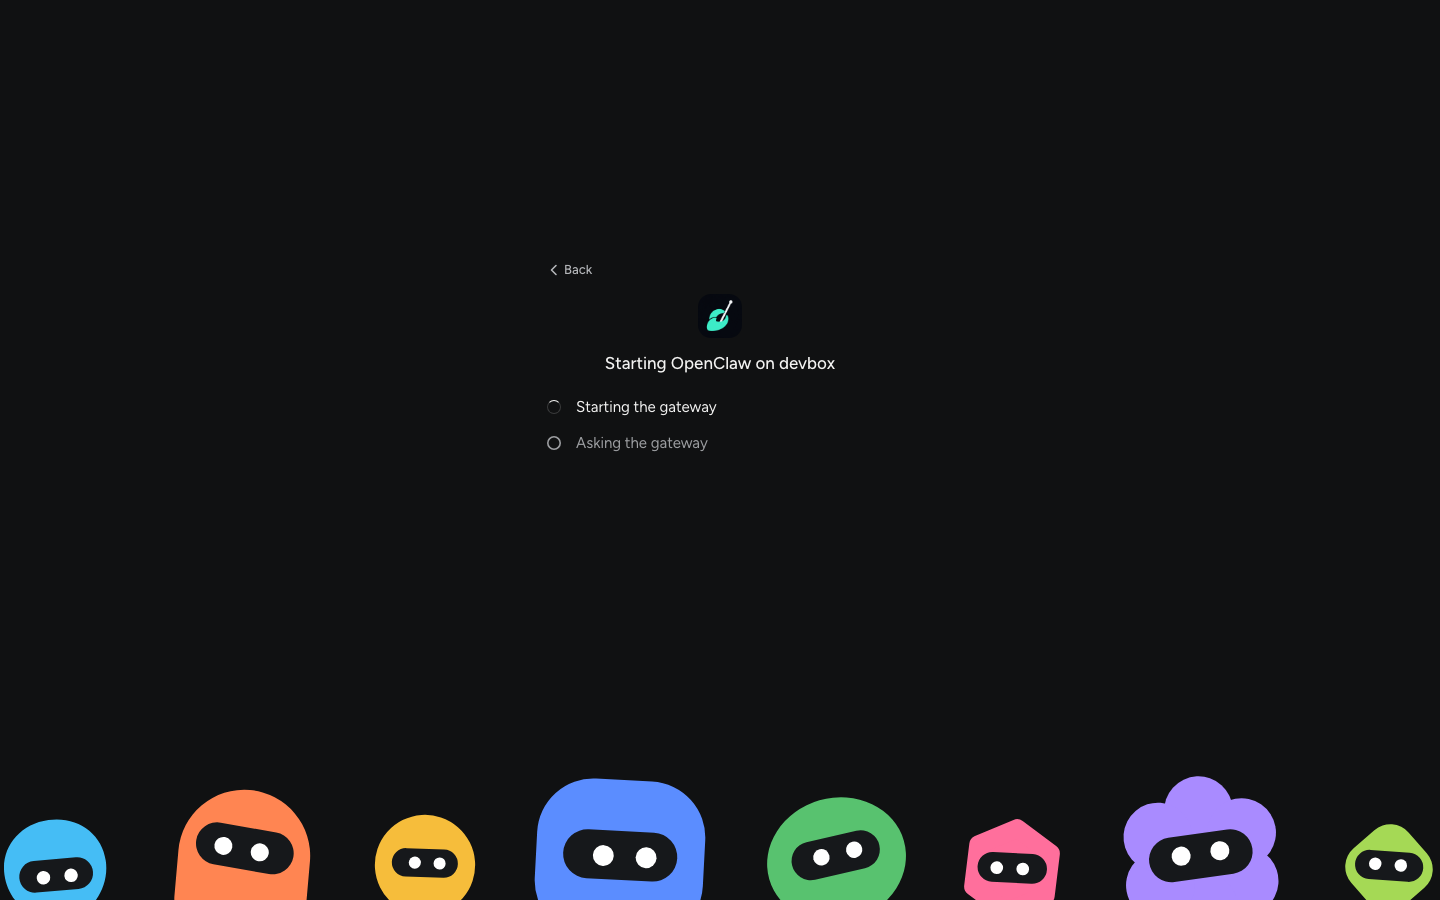 Back
Starting OpenClaw on devbox
Starting the gateway
Asking the gateway